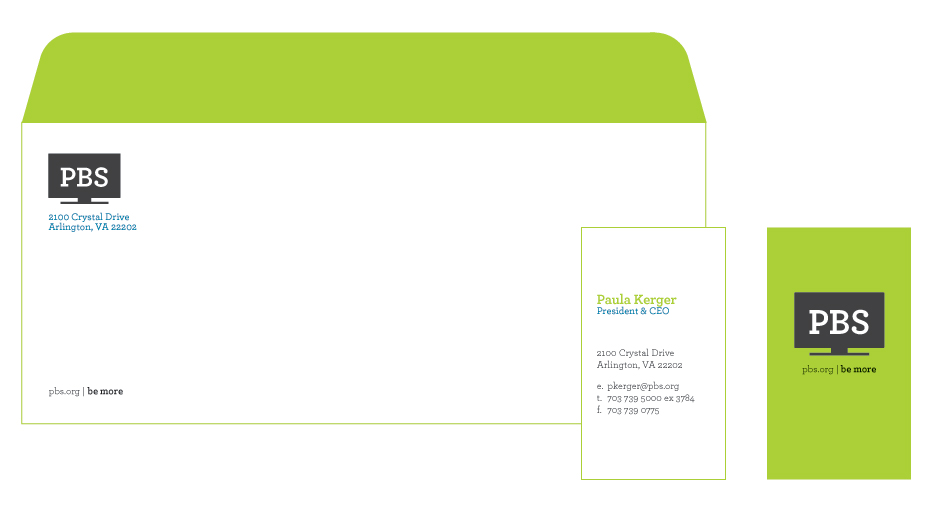 PBS
2100 Crystal Drive
Arlington, VA 22202
pbs.org | be more
Paula Kerger
President & CEO
2100 Crystal Drive
Arlington, VA 22202
e. pkerger@pbs.org
t. 703 739 5000 ex 3784
f. 703 739 0775
PBS
pbs.org | be more